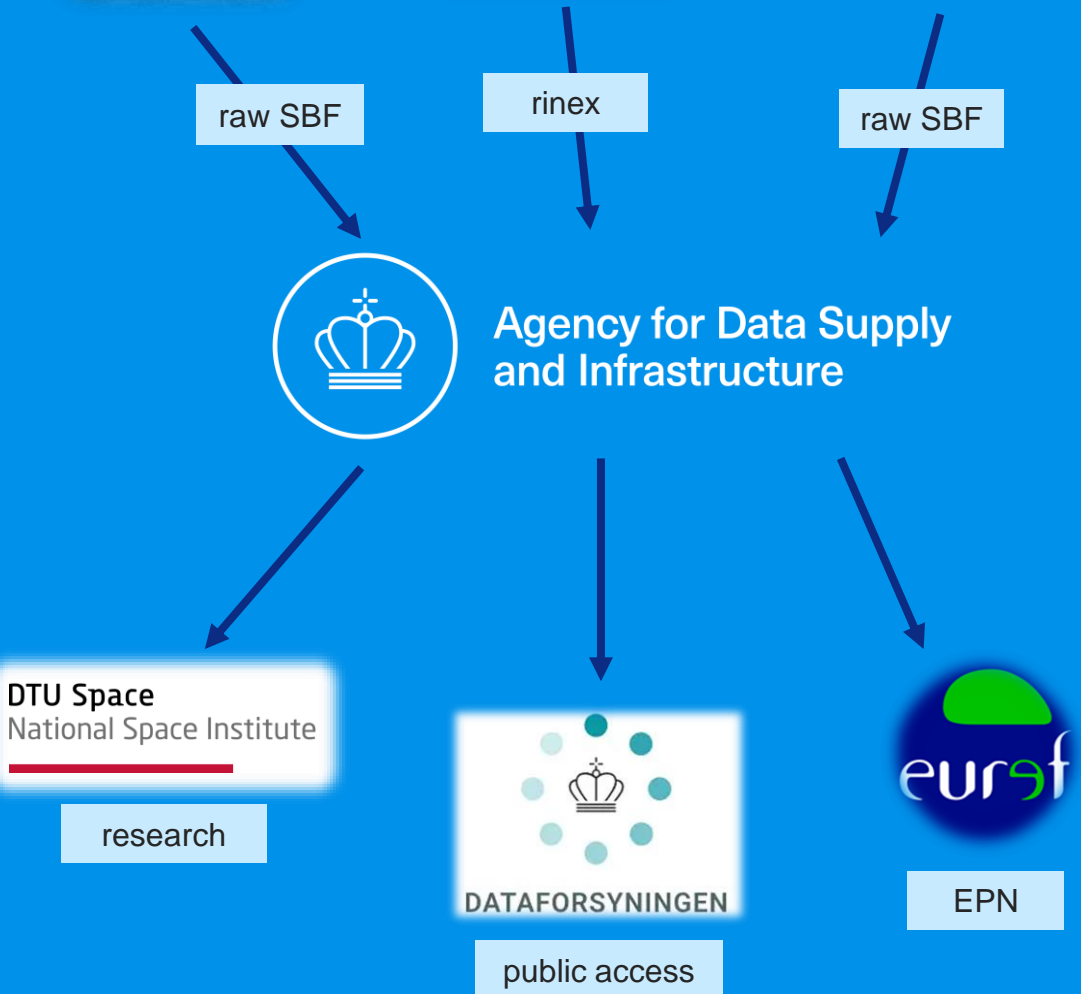 raw SBF
rinex
raw SBF
Agency for Data Supply
and Infrastructure
DTU Space
National Space Institute
research
DATAFORSYNINGEN
public access
euref
EPN